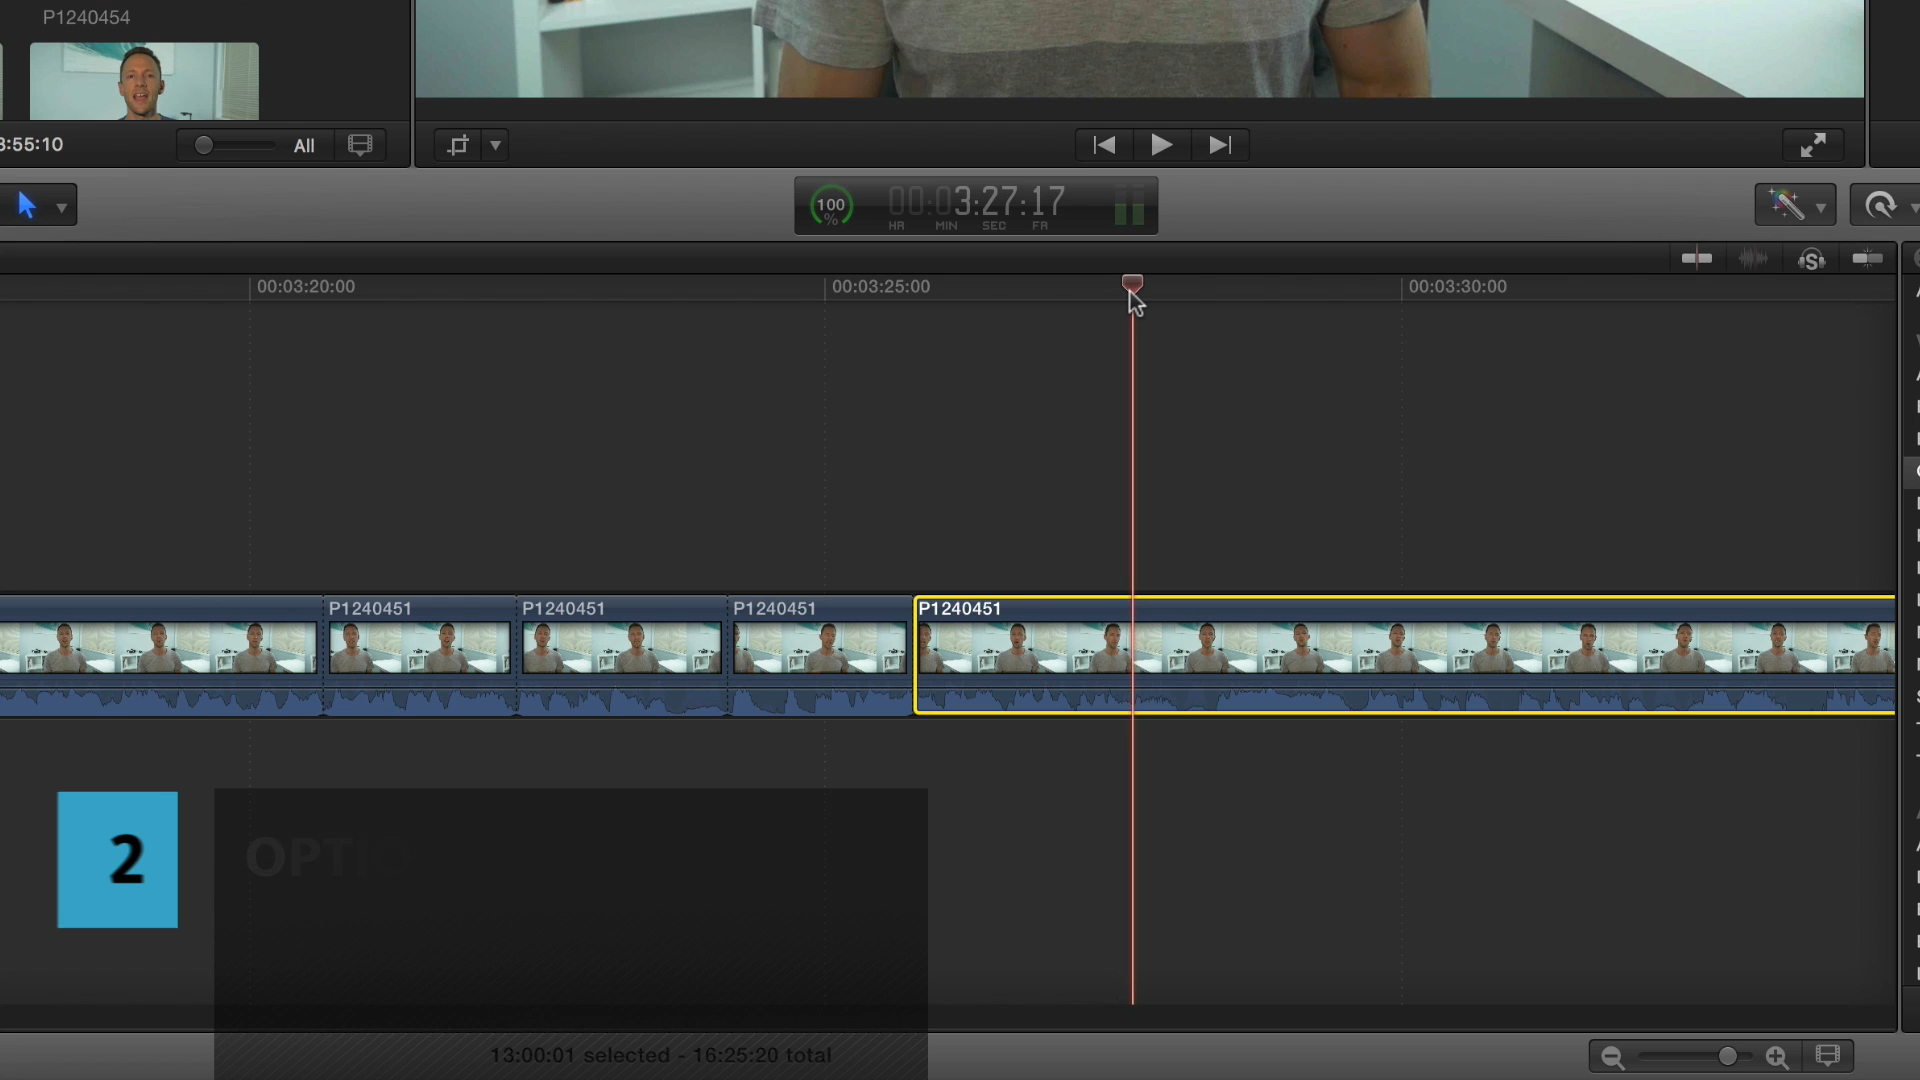 P1240454
3:55:10
All
100
%
00:03:27:17
HR MIN SEC FR
00:03:20:00
00:03:25:00
00:03:30:00
P1240451
P1240451
P1240451
P1240451
2
OPTIO
13:00:01 selected - 16:25:20 total